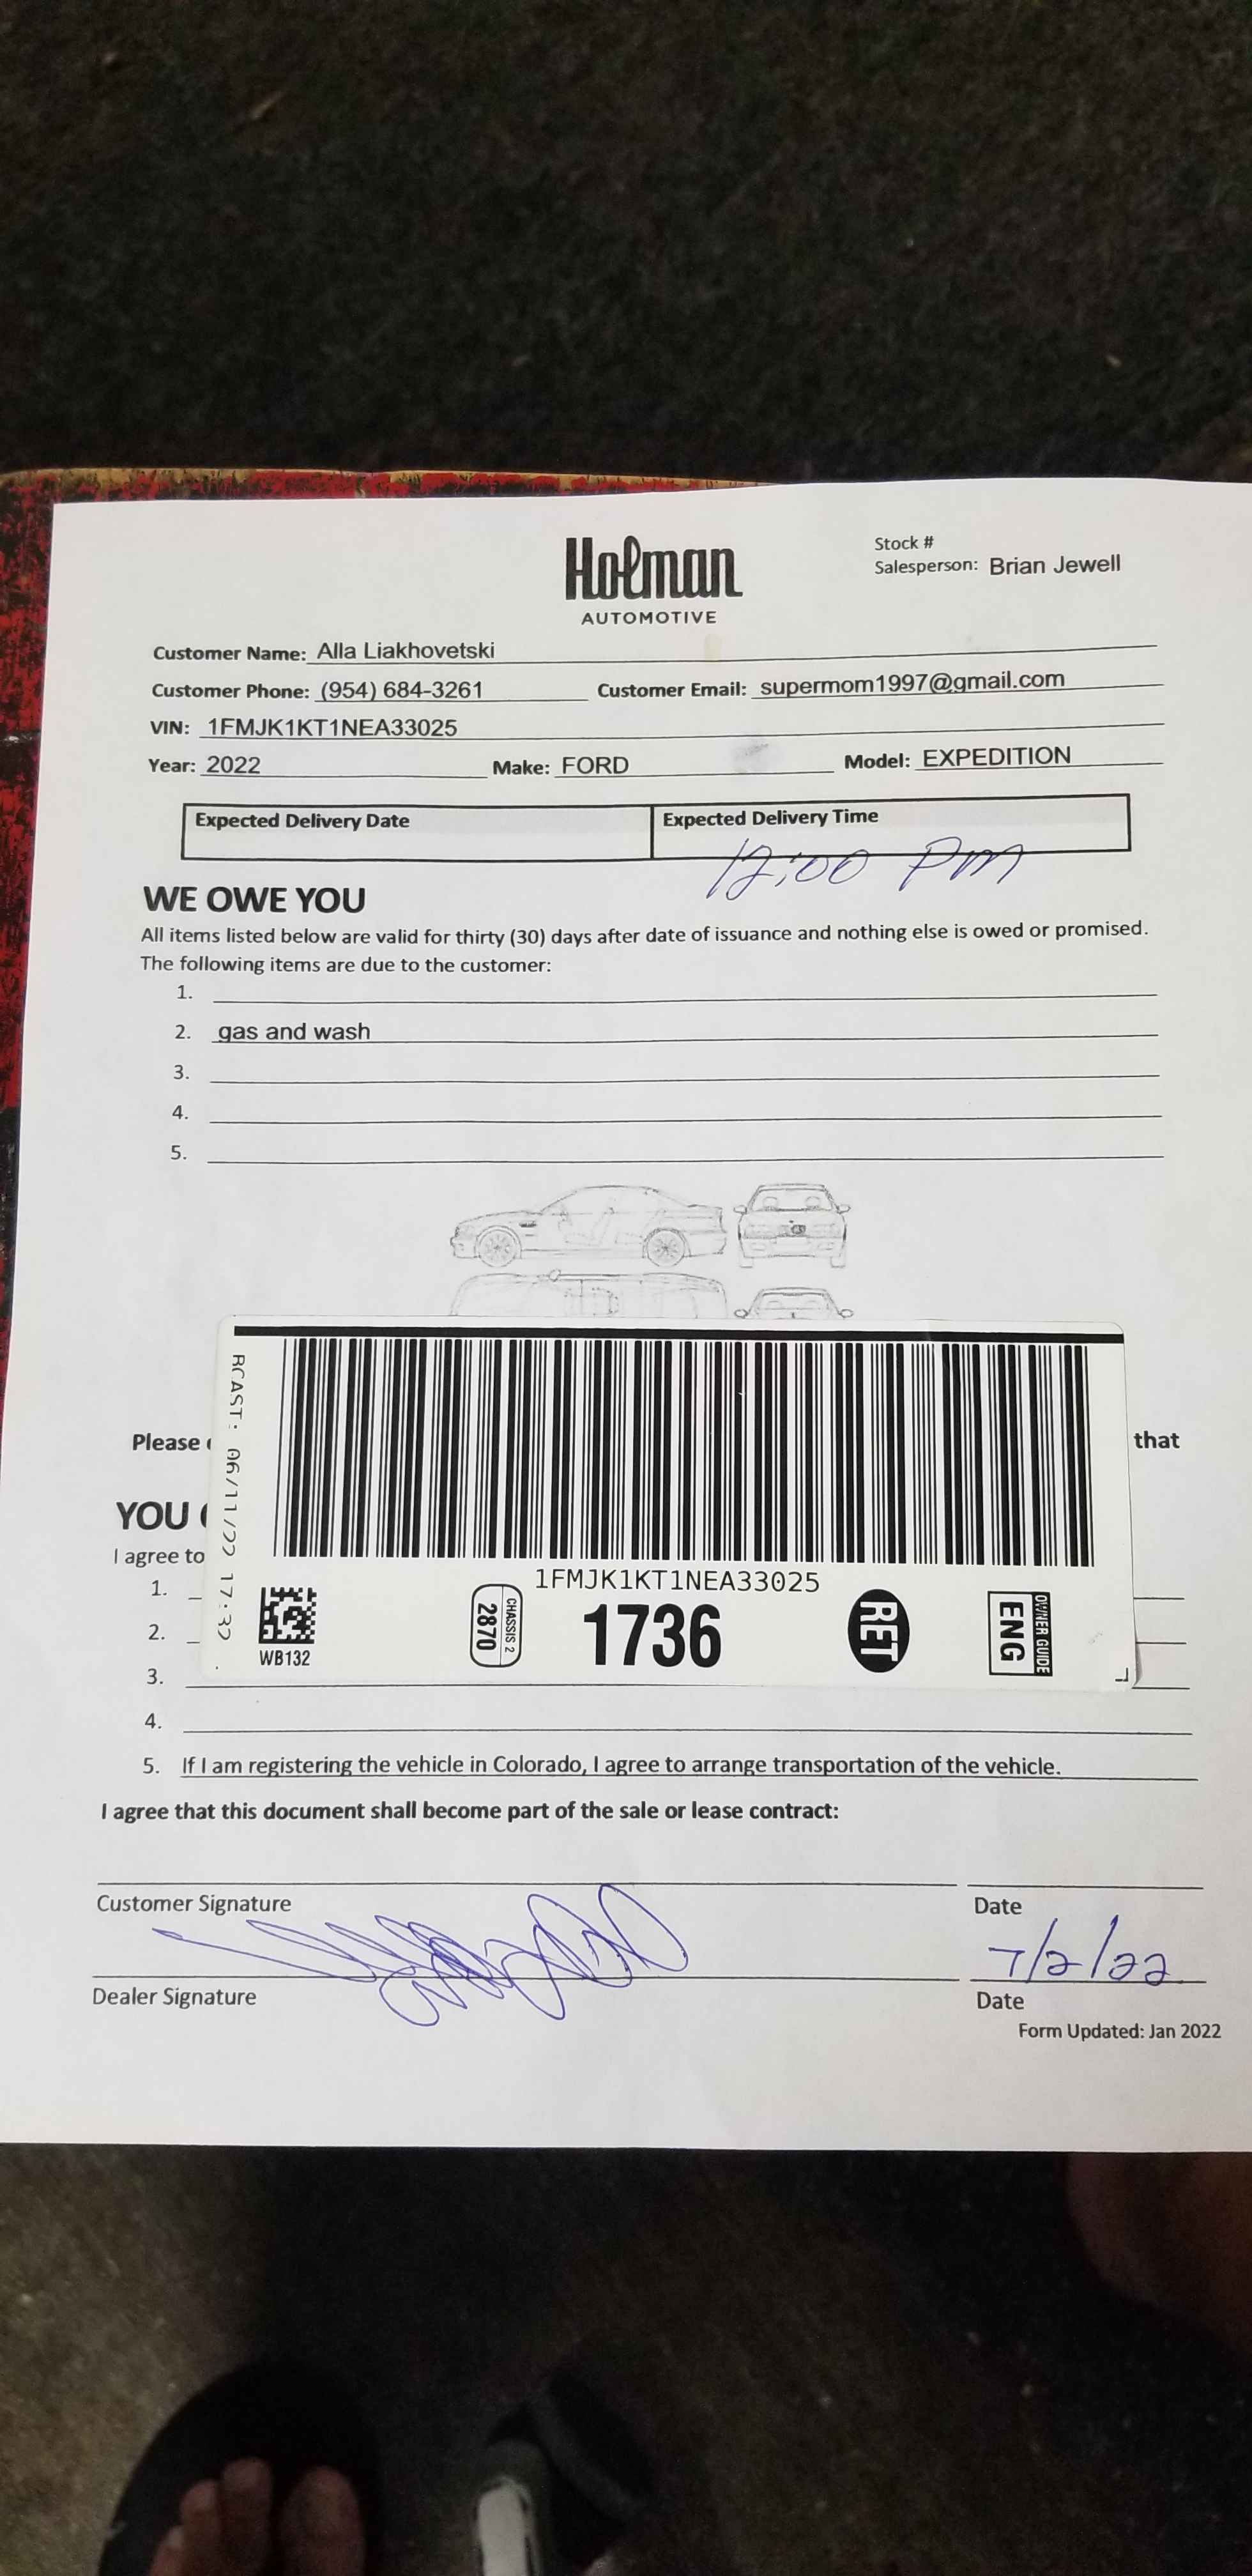 Holman
AUTOMOTIVE
Stock #
Salesperson: Brian Jewell
Customer Name: Alla Liakhovetski
Customer Phone: (954) 684-3261 Customer Email: supermom1997@gmail.com
VIN: 1FMJK1KT1NEA33025
Year: 2022 Make: FORD Model: EXPEDITION
Expected Delivery Date Expected Delivery Time
12:00 PM
WE OWE YOU
All items listed below are valid for thirty (30) days after date of issuance and nothing else is owed or promised.
The following items are due to the customer:
1.
2. gas and wash
3.
4.
5.
RCAST: 06/11/22 17:32
Please that
YOU
I agree to
1FMJK1KT1NEA33025
1.
2.
3.
WB132
CHASSIS 2
2870
1736
RET
OWNER GUIDE
ENG
4.
5. If I am registering the vehicle in Colorado, I agree to arrange transportation of the vehicle.
I agree that this document shall become part of the sale or lease contract:
Customer Signature Date
7/2/22
Dealer Signature Date
Form Updated: Jan 2022